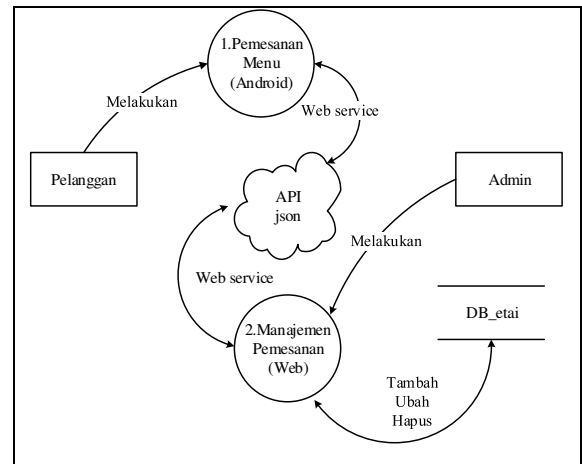 1.Pemesanan
Menu
(Android)
Melakukan
Web service
Pelanggan
API
json
Admin
Melakukan
Web service
2.Manajemen
Pemesanan
(Web)
DB_etai
Tambah
Ubah
Hapus